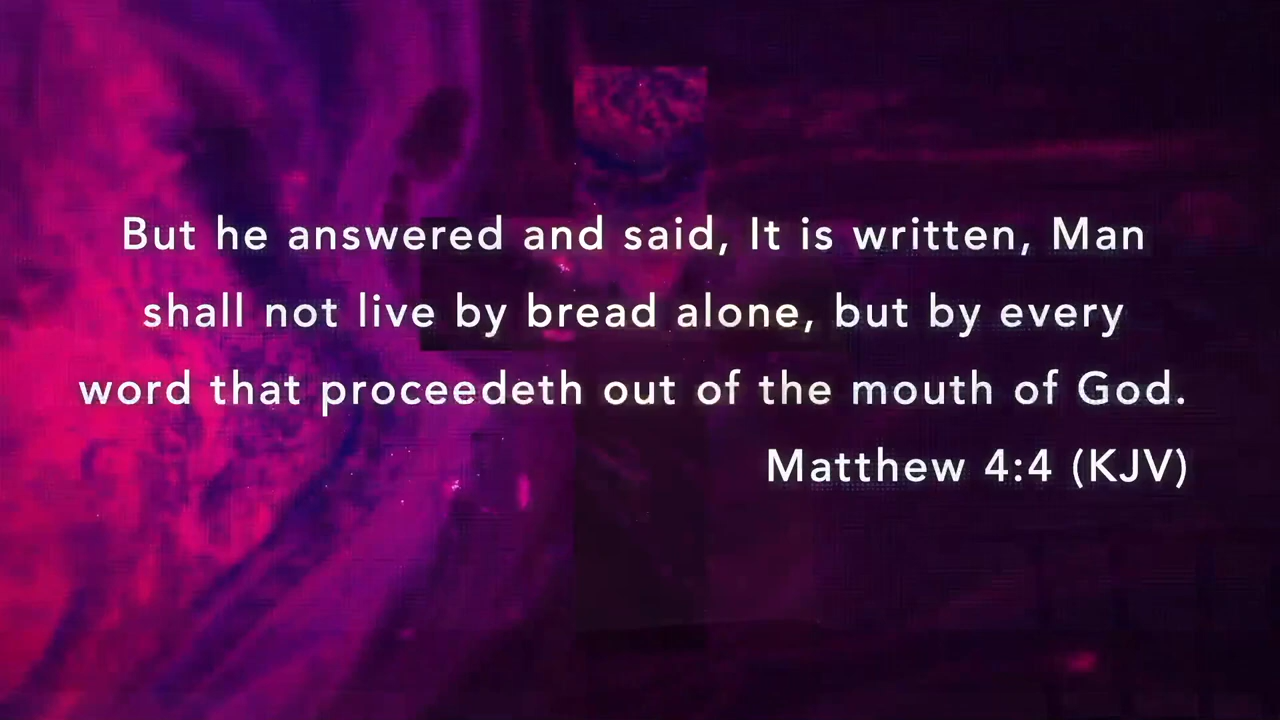 But he answered and said, It is written, Man
shall not live by bread alone, but by every
word that proceedeth out of the mouth of God.
Matthew 4:4 (KJV)